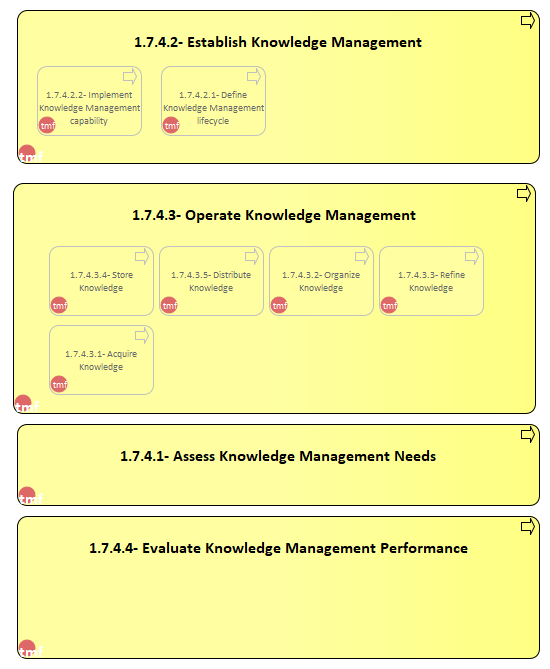 1.7.4.2- Establish Knowledge Management
1.7.4.2.2- Implement
Knowledge Management
capability
tmf
1.7.4.2.1- Define
Knowledge Management
lifecycle
tmf
tmf
1.7.4.3- Operate Knowledge Management
1.7.4.3.4- Store
Knowledge
tmf
1.7.4.3.5- Distribute
Knowledge
tmf
1.7.4.3.2- Organize
Knowledge
tmf
1.7.4.3.3- Refine
Knowledge
tmf
1.7.4.3.1- Acquire
Knowledge
tmf
tmf
1.7.4.1- Assess Knowledge Management Needs
tmf
1.7.4.4- Evaluate Knowledge Management Performance
tmf